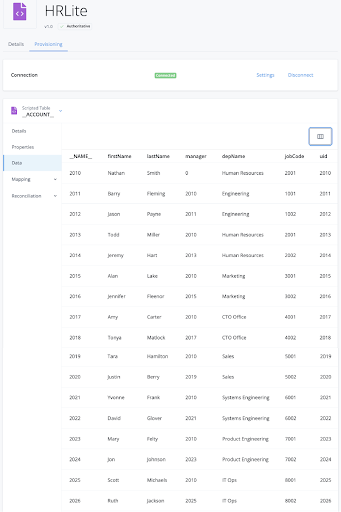 HRLite
v1.0 Authoritative
Details Provisioning
Connection Connected Settings Disconnect
Scripted Table
__ACCOUNT__
Details
Properties
Data
Mapping
Reconciliation
__NAME__ firstName lastName manager depName jobCode uid
2010 Nathan Smith 0 Human Resources 2001 2010
2011 Barry Fleming 2010 Engineering 1001 2011
2012 Jason Payne 2011 Engineering 1002 2012
2013 Todd Miller 2010 Human Resources 2001 2013
2014 Jeremy Hart 2013 Human Resources 2002 2014
2015 Alan Lake 2010 Marketing 3001 2015
2016 Jennifer Fleenor 2015 Marketing 3002 2016
2017 Amy Carter 2010 CTO Office 4001 2017
2018 Tonya Matlock 2017 CTO Office 4002 2018
2019 Tara Hamilton 2010 Sales 5001 2019
2020 Justin Berry 2019 Sales 5002 2020
2021 Yvonne Frank 2010 Systems Engineering 6001 2021
2022 David Glover 2021 Systems Engineering 6002 2022
2023 Mary Felty 2010 Product Engineering 7001 2023
2024 Jon Johnson 2023 Product Engineering 7002 2024
2025 Scott Michaels 2010 IT Ops 8001 2025
2026 Ruth Jackson 2025 IT Ops 8002 2026